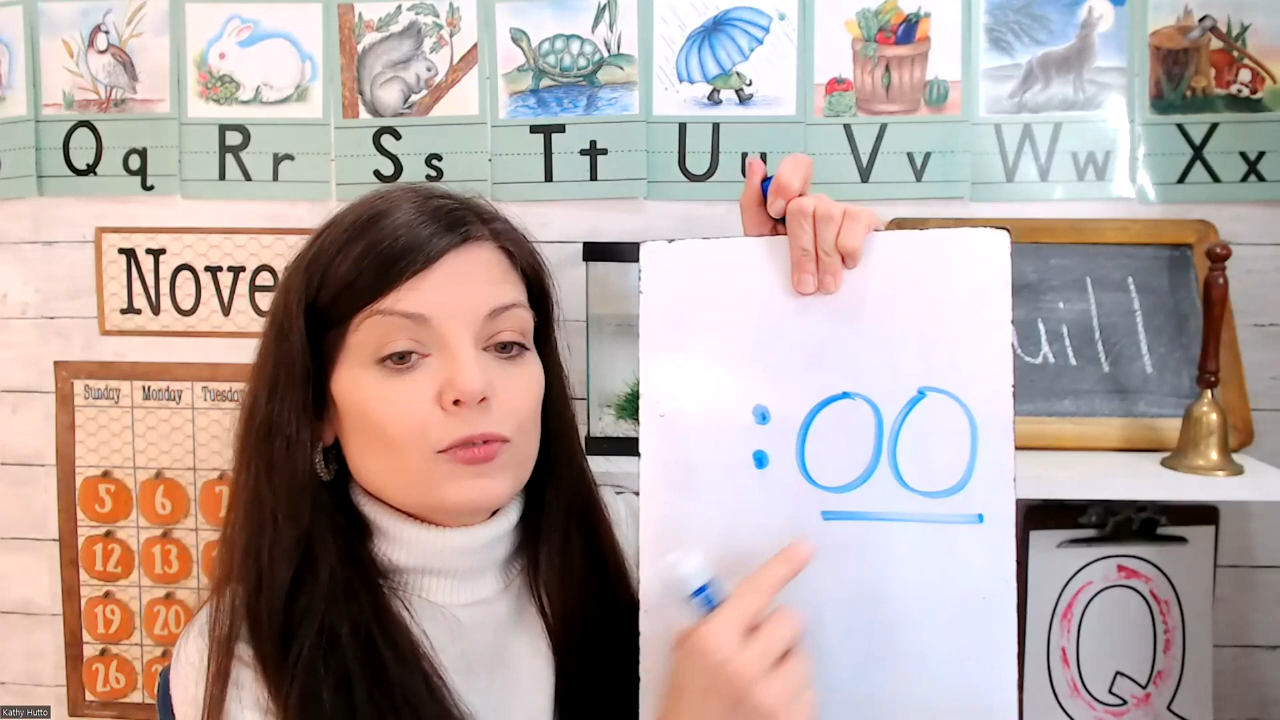 Qq Rr Ss Tt Uu Vv Ww Xx
Nove
uill
Sunday Monday Tuesday
:00
5 6 7
12 13
19 20
26
Q
Kathy Hutto